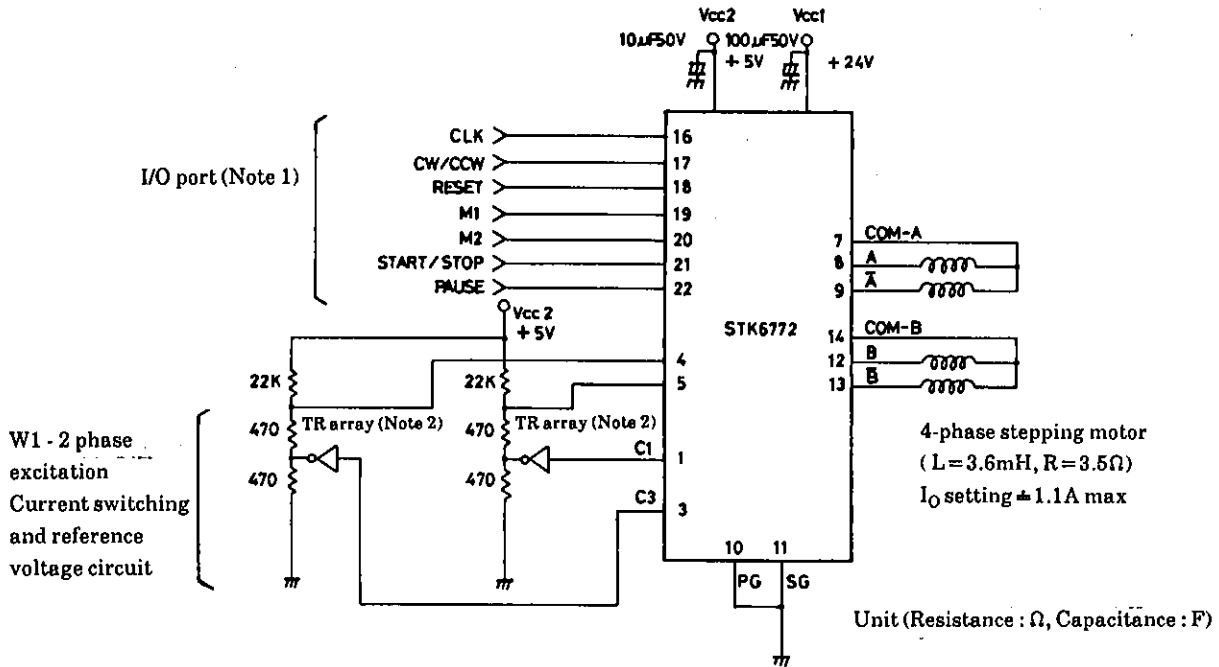 Vcc2
Vcc1
10µF50V
100µF50V
+5V
+24V
I/O port (Note 1)
CLK
16
CW/CCW
17
RESET
18
M1
19
M2
20
START/STOP
21
PAUSE
22
7
COM-A
8
A
9
A̅
STK6772
14
COM-B
12
B
13
B̅
Vcc 2
+5V
4
5
22K
22K
470
TR array (Note 2)
470
TR array (Note 2)
470
470
C1
1
C3
3
W1 - 2 phase
excitation
Current switching
and reference
voltage circuit
4-phase stepping motor
(L=3.6mH, R=3.5Ω)
IO setting ≐ 1.1A max
10
11
PG
SG
Unit (Resistance : Ω, Capacitance : F)